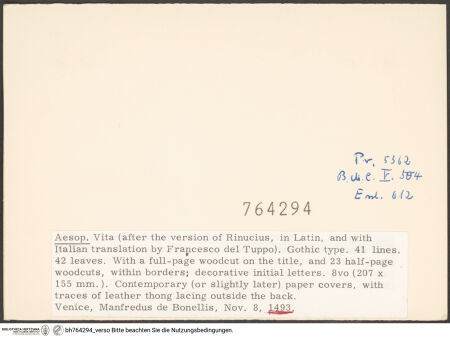 Pr. 5362
B.M.C. V. 504
Ent. 612
764294
Aesop. Vita (after the version of Rinucius, in Latin, and with
Italian translation by Francesco del Tuppo). Gothic type. 41 lines.
42 leaves. With a full-page woodcut on the title, and 23 half-page
woodcuts, within borders; decorative initial letters. 8vo (207 x
155 mm.). Contemporary (or slightly later) paper covers, with
traces of leather thong lacing outside the back.
Venice, Manfredus de Bonellis, Nov. 8, 1493.
BIBLIOTHECA HERTZIANA bh764294_verso Bitte beachten Sie die Nutzungsbedingungen.